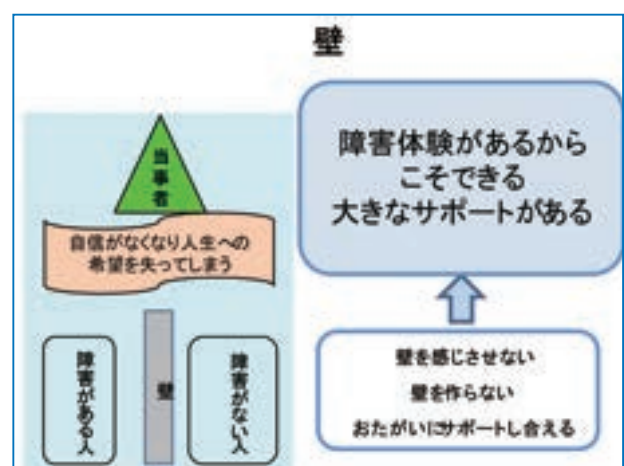 壁
当事者
自信がなくなり人生への
希望を失ってしまう
障害がある人
壁
障害がない人
障害体験があるから
こそできる
大きなサポートがある
壁を感じさせない
壁を作らない
おたがいにサポートし合える